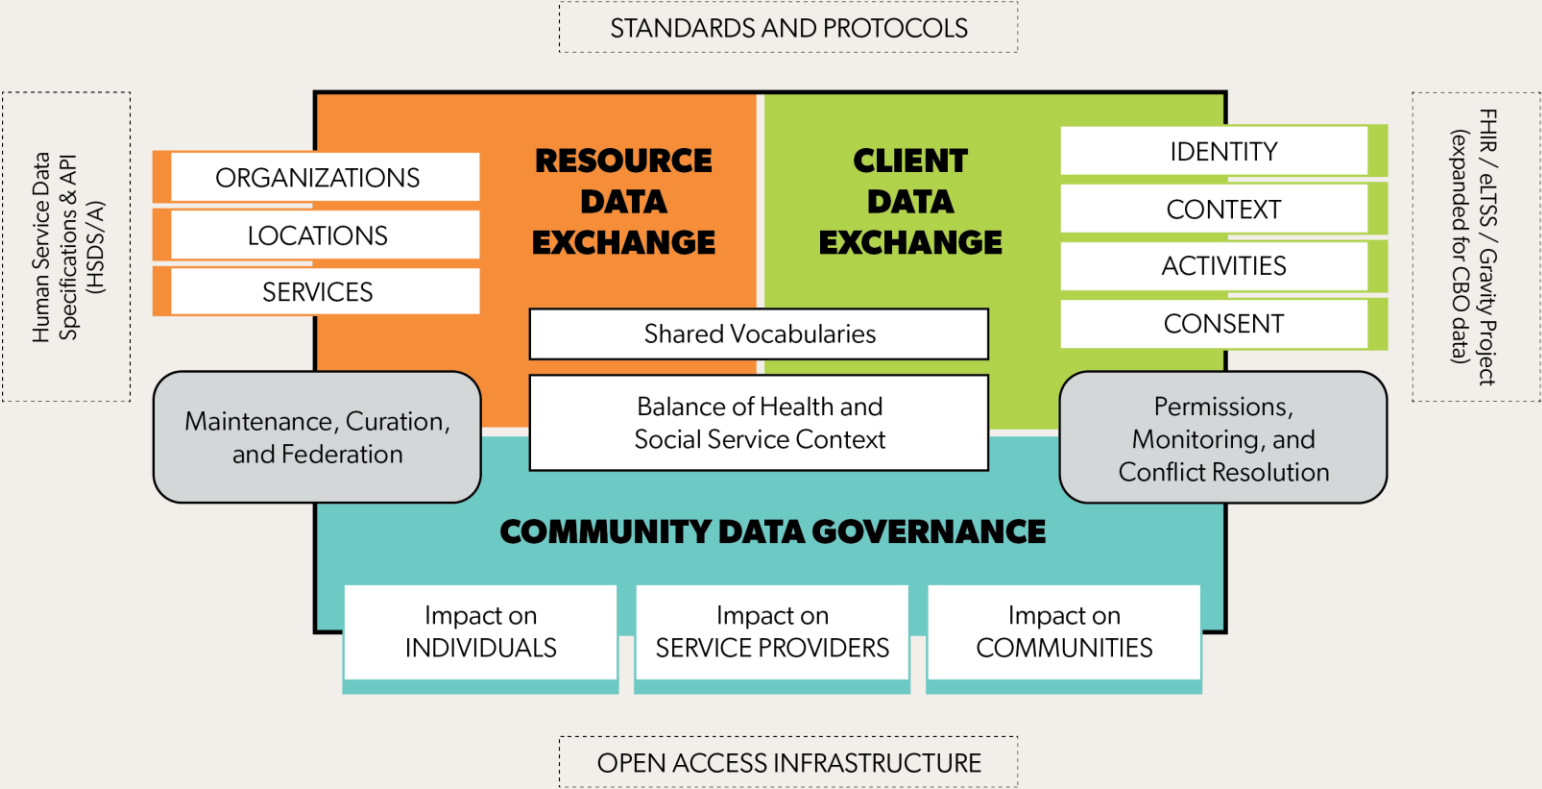 STANDARDS AND PROTOCOLS
Human Service Data
Specifications & API
(HSDS/A)
ORGANIZATIONS
LOCATIONS
SERVICES
RESOURCE
DATA
EXCHANGE
CLIENT
DATA
EXCHANGE
IDENTITY
CONTEXT
ACTIVITIES
CONSENT
FHIR / eLTSS / Gravity Project
(expanded for CBO data)
Shared Vocabularies
Balance of Health and
Social Service Context
Maintenance, Curation,
and Federation
Permissions,
Monitoring, and
Conflict Resolution
COMMUNITY DATA GOVERNANCE
Impact on
INDIVIDUALS
Impact on
SERVICE PROVIDERS
Impact on
COMMUNITIES
OPEN ACCESS INFRASTRUCTURE